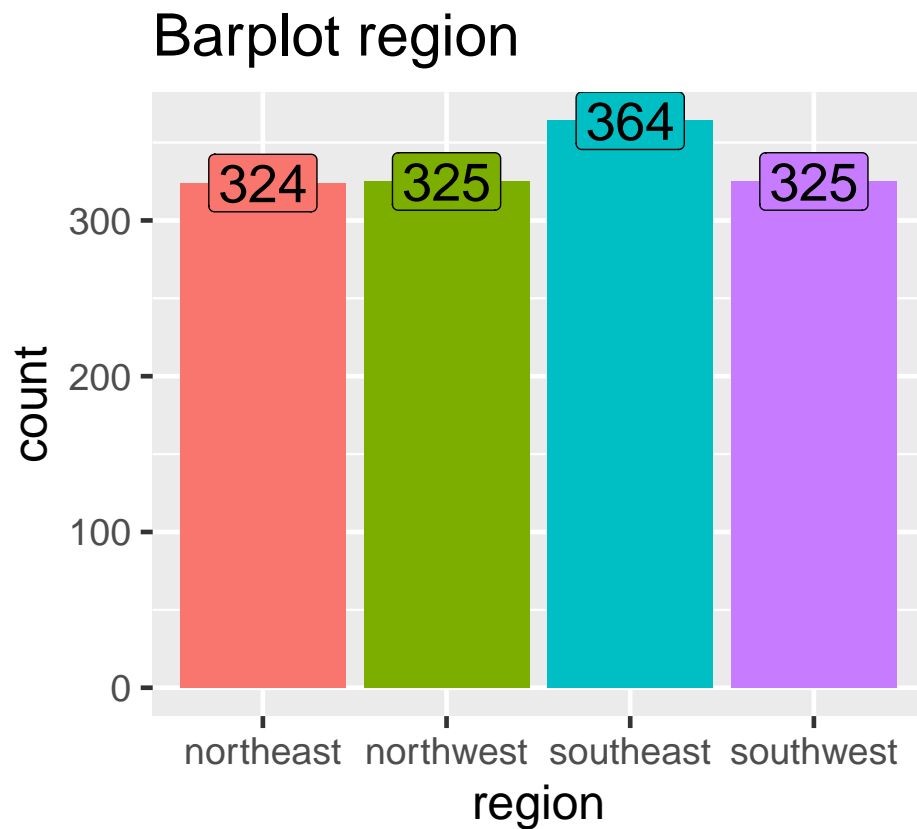 Barplot region
364
324 325 325
300
200
100
0
count
northeast northwest southeast southwest
region